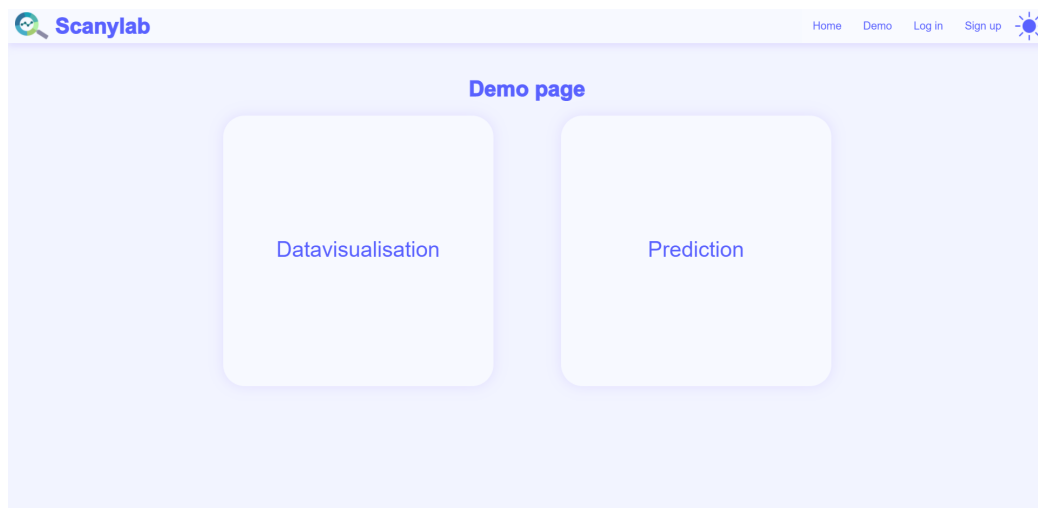 Scanylab
Home Demo Log in Sign up
Demo page
Datavisualisation
Prediction